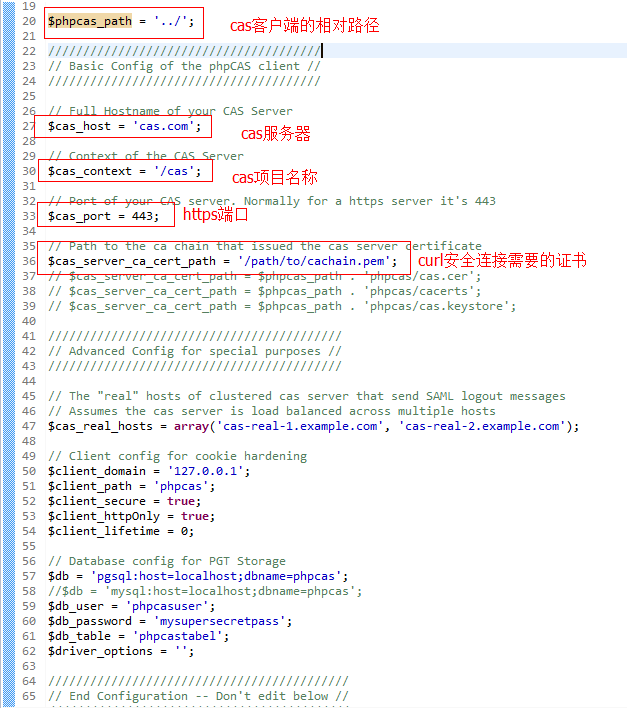 19
20 $phpcas_path = '../'; cas客户端的相对路径
21
22 ///////////////////////////////////////
23 // Basic Config of the phpCAS client //
24 ///////////////////////////////////////
25
26 // Full Hostname of your CAS Server
27 $cas_host = 'cas.com'; cas服务器
28
29 // Context of the CAS Server
30 $cas_context = '/cas'; cas项目名称
31
32 // Port of your CAS server. Normally for a https server it's 443
33 $cas_port = 443; https端口
34
35 // Path to the ca chain that issued the cas server certificate
36 $cas_server_ca_cert_path = '/path/to/cachain.pem'; curl安全连接需要的证书
37 // $cas_server_ca_cert_path = $phpcas_path . 'phpcas/cas.cer';
38 // $cas_server_ca_cert_path = $phpcas_path . 'phpcas/cacerts';
39 // $cas_server_ca_cert_path = $phpcas_path . 'phpcas/cas.keystore';
40
41 //////////////////////////////////////////
42 // Advanced Config for special purposes //
43 //////////////////////////////////////////
44
45 // The "real" hosts of clustered cas server that send SAML logout messages
46 // Assumes the cas server is load balanced across multiple hosts
47 $cas_real_hosts = array('cas-real-1.example.com', 'cas-real-2.example.com');
48
49 // Client config for cookie hardening
50 $client_domain = '127.0.0.1';
51 $client_path = 'phpcas';
52 $client_secure = true;
53 $client_httpOnly = true;
54 $client_lifetime = 0;
55
56 // Database config for PGT Storage
57 $db = 'pgsql:host=localhost;dbname=phpcas';
58 //$db = 'mysql:host=localhost;dbname=phpcas';
59 $db_user = 'phpcasuser';
60 $db_password = 'mysupersecretpass';
61 $db_table = 'phpcastabel';
62 $driver_options = '';
63
64 ///////////////////////////////////////////
65 // End Configuration -- Don't edit below //